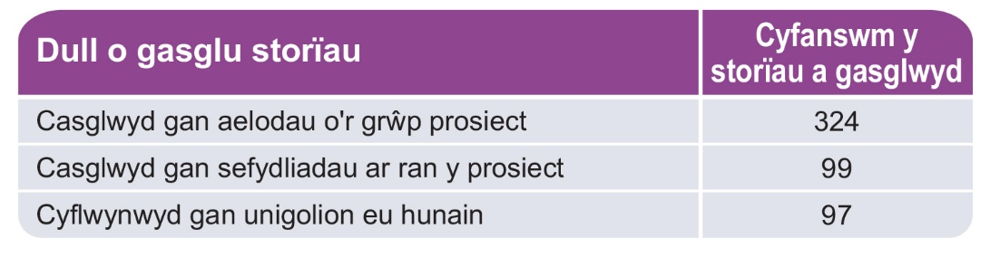 Dull o gasglu storïau
Cyfanswm y
storïau a gasglwyd
Casglwyd gan aelodau o'r grŵp prosiect 324
Casglwyd gan sefydliadau ar ran y prosiect 99
Cyflwynwyd gan unigolion eu hunain 97